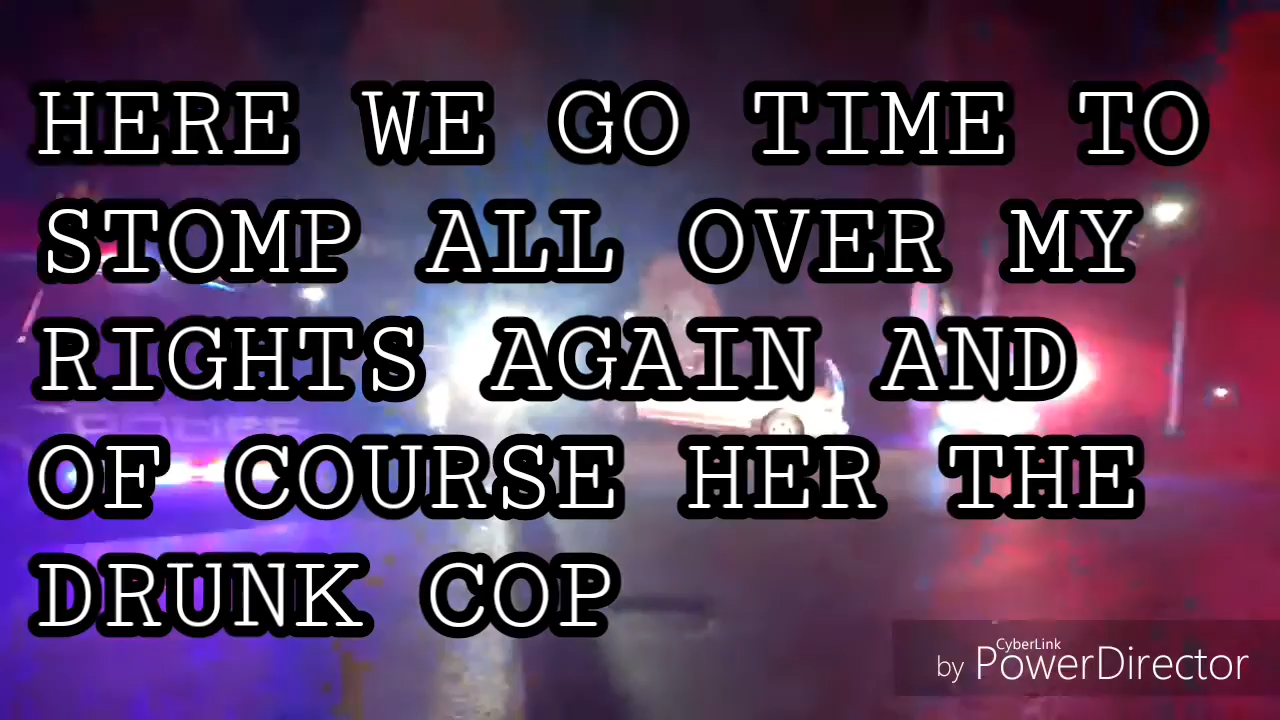 HERE WE GO TIME TO
STOMP ALL OVER MY
RIGHTS AGAIN AND
OF COURSE HER THE
DRUNK COP
POLICE
CyberLink
by PowerDirector